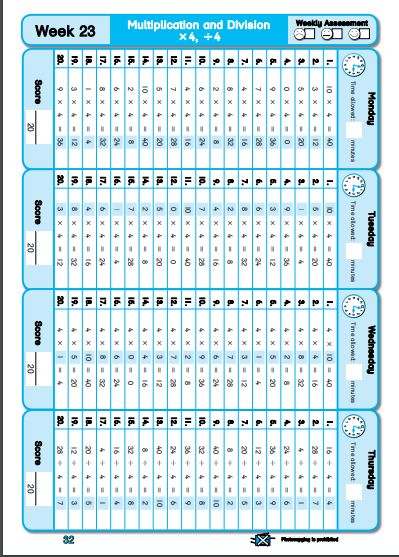 Week 23
Multiplication and Division
×4, ÷4
Weekly Assessment
Monday
Time allowed: minutes
1. 10 × 4 = 40
2. 3 × 4 = 12
3. 5 × 4 = 20
4. 0 × 4 = 0
5. 9 × 4 = 36
6. 7 × 4 = 28
7. 4 × 4 = 16
8. 8 × 4 = 32
9. 2 × 4 = 8
10. 6 × 4 = 24
11. 4 × 4 = 16
12. 7 × 4 = 28
13. 5 × 4 = 20
14. 10 × 4 = 40
15. 2 × 4 = 8
16. 6 × 4 = 24
17. 8 × 4 = 32
18. 1 × 4 = 4
19. 3 × 4 = 12
20. 9 × 4 = 36
Score 20
Tuesday
Time allowed: minutes
1. 10 × 4 = 40
2. 5 × 4 = 20
3. 1 × 4 = 4
4. 9 × 4 = 36
5. 3 × 4 = 12
6. 6 × 4 = 24
7. 8 × 4 = 32
8. 2 × 4 = 8
9. 4 × 4 = 16
10. 7 × 4 = 28
11. 10 × 4 = 40
12. 0 × 4 = 0
13. 5 × 4 = 20
14. 2 × 4 = 8
15. 7 × 4 = 28
16. 1 × 4 = 4
17. 6 × 4 = 24
18. 4 × 4 = 16
19. 8 × 4 = 32
20. 3 × 4 = 12
Score 20
Wednesday
Time allowed: minutes
1. 4 × 10 = 40
2. 4 × 4 = 16
3. 4 × 8 = 32
4. 4 × 2 = 8
5. 4 × 5 = 20
6. 4 × 1 = 4
7. 4 × 3 = 12
8. 4 × 7 = 28
9. 4 × 6 = 24
10. 4 × 9 = 36
11. 4 × 2 = 8
12. 4 × 7 = 28
13. 4 × 3 = 12
14. 4 × 4 = 16
15. 4 × 0 = 0
16. 4 × 6 = 24
17. 4 × 8 = 32
18. 4 × 10 = 40
19. 4 × 5 = 20
20. 4 × 1 = 4
Score 20
Thursday
Time allowed: minutes
1. 16 ÷ 4 = 4
2. 28 ÷ 4 = 7
3. 4 ÷ 4 = 1
4. 24 ÷ 4 = 6
5. 36 ÷ 4 = 9
6. 12 ÷ 4 = 3
7. 20 ÷ 4 = 5
8. 8 ÷ 4 = 2
9. 40 ÷ 4 = 10
10. 32 ÷ 4 = 8
11. 36 ÷ 4 = 9
12. 24 ÷ 4 = 6
13. 40 ÷ 4 = 10
14. 8 ÷ 4 = 2
15. 32 ÷ 4 = 8
16. 16 ÷ 4 = 4
17. 4 ÷ 4 = 1
18. 20 ÷ 4 = 5
19. 12 ÷ 4 = 3
20. 28 ÷ 4 = 7
Score 20
32
Photocopying is prohibited